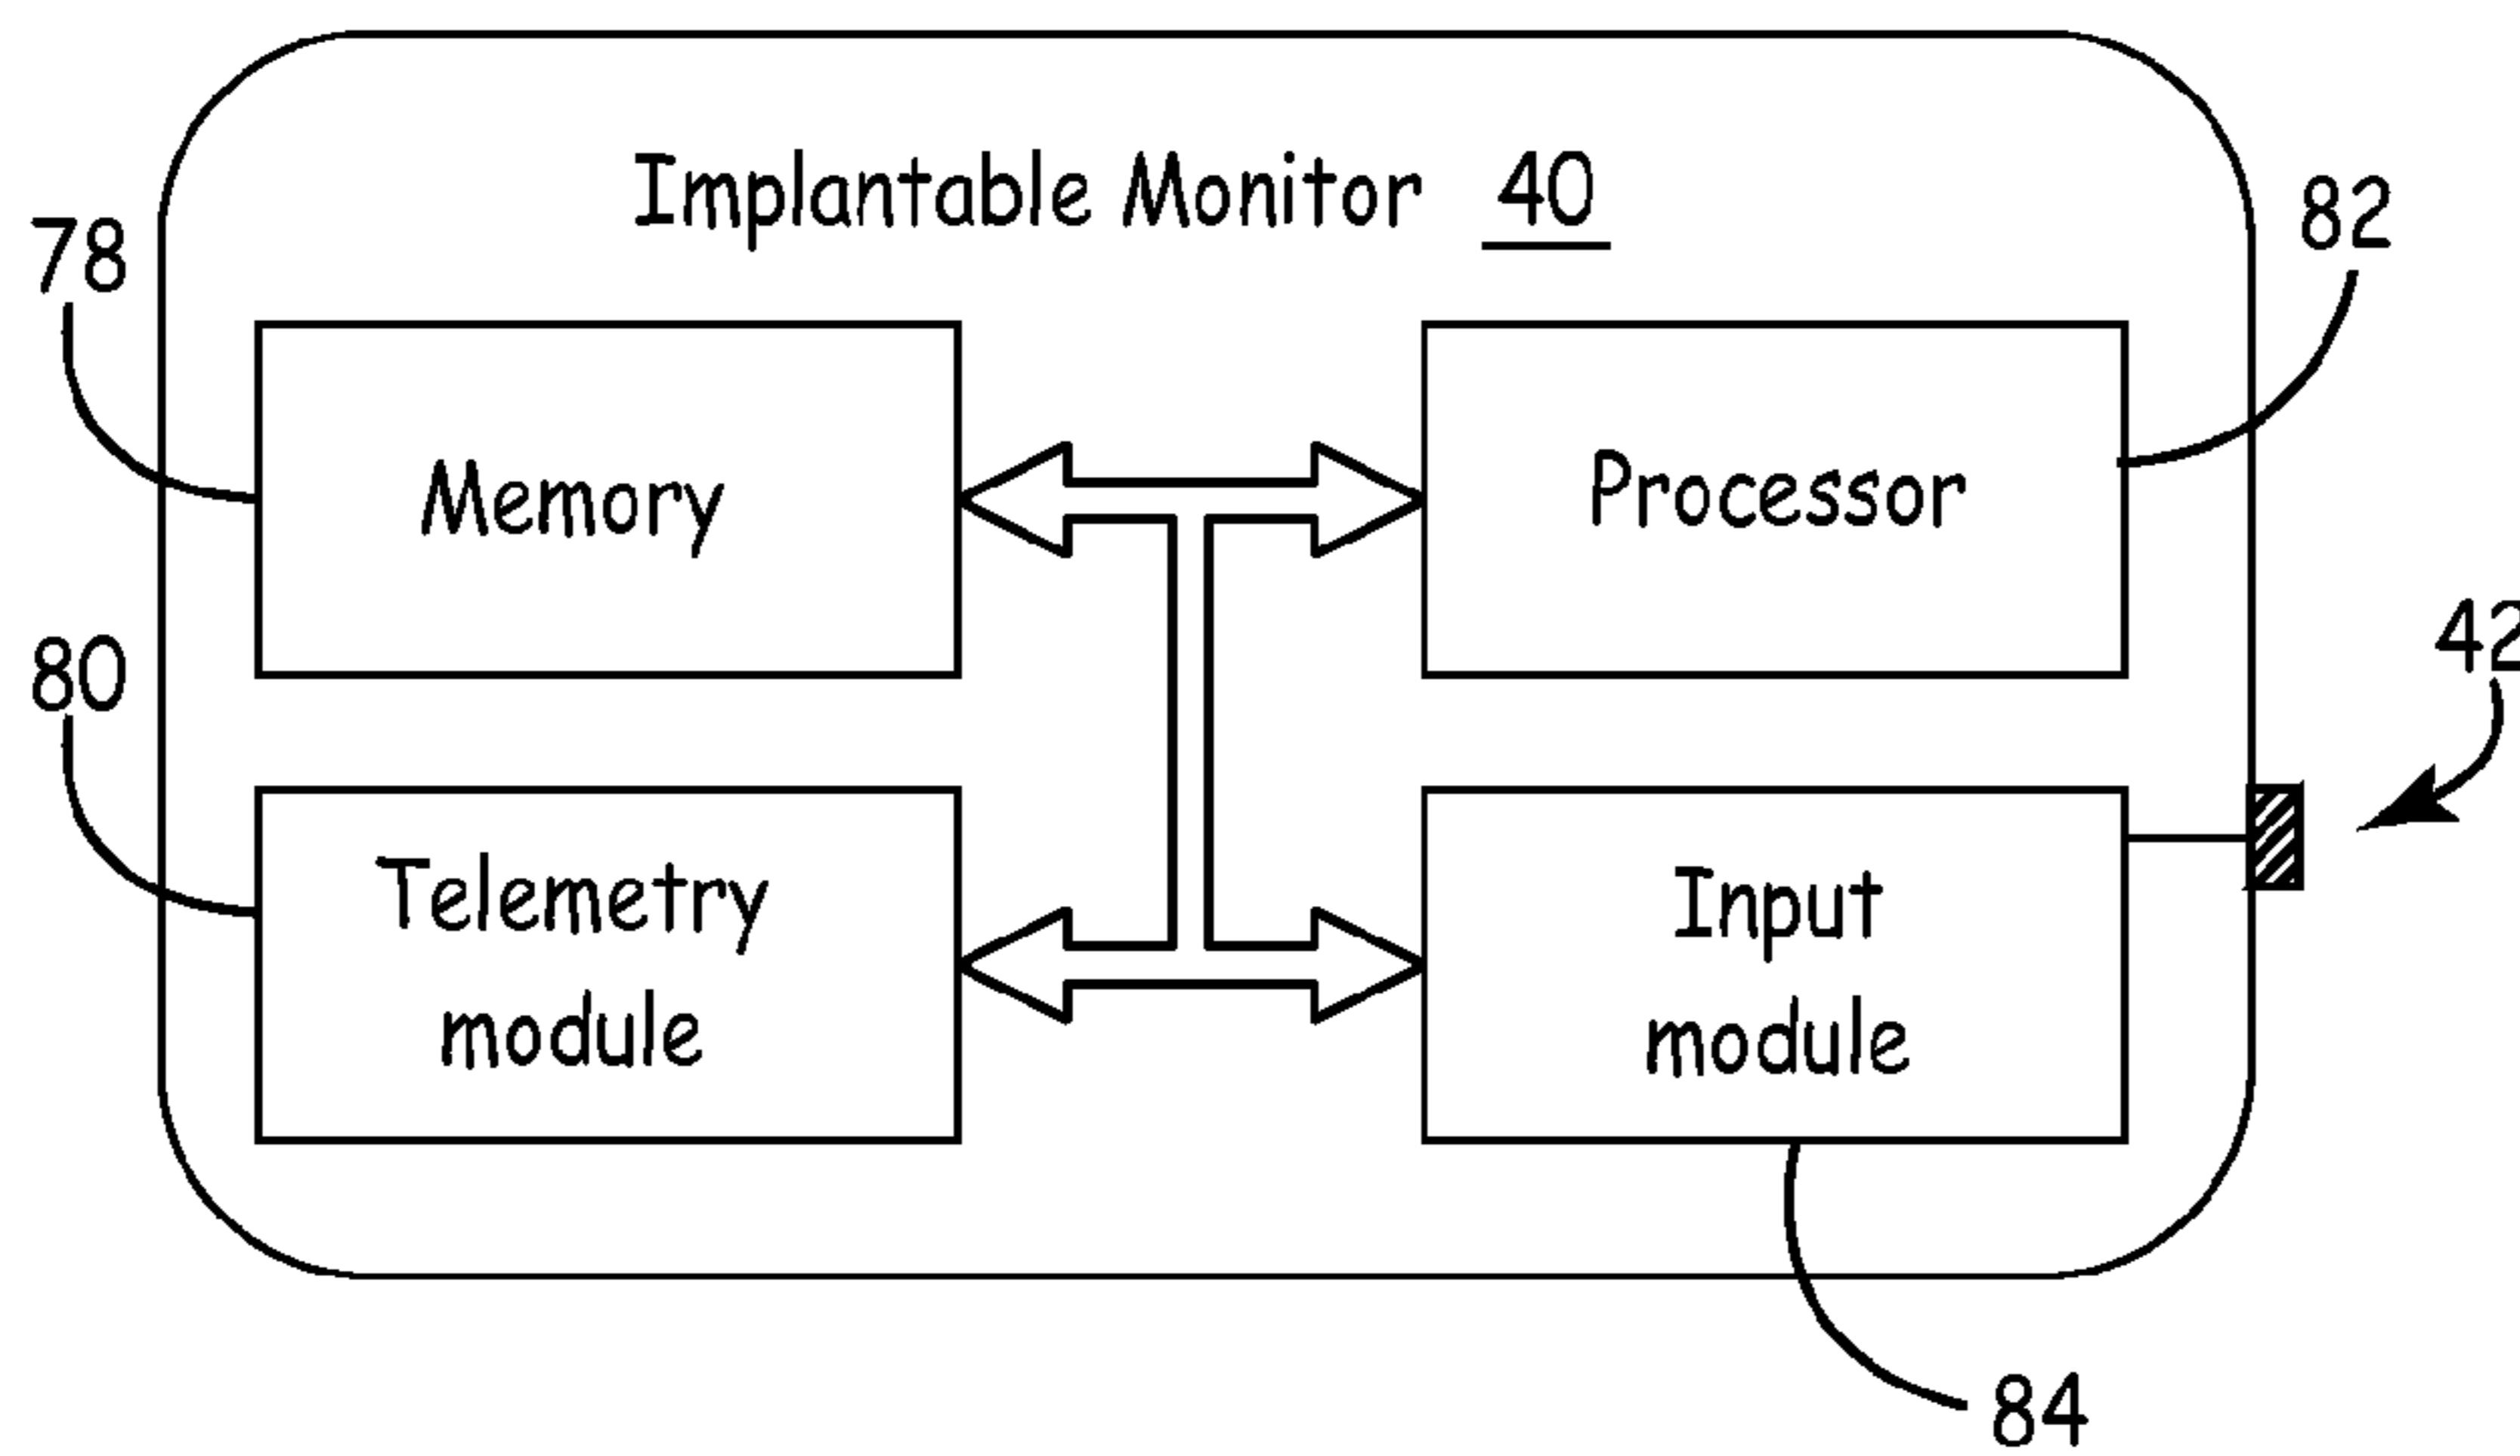 Implantable Monitor 40
78
82
Memory
Processor
42
80
Telemetry
module
Input
module
84